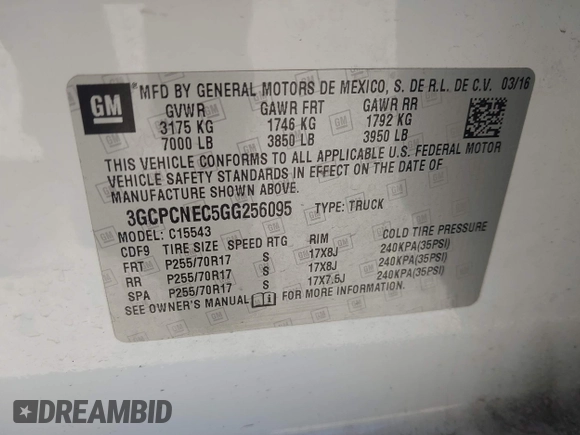 GM
MFD BY GENERAL MOTORS DE MEXICO, S. DE R.L. DE C.V. 03/16
GVWR GAWR FRT GAWR RR
3175 KG 1746 KG 1792 KG
7000 LB 3850 LB 3950 LB
THIS VEHICLE CONFORMS TO ALL APPLICABLE U.S. FEDERAL MOTOR
VEHICLE SAFETY STANDARDS IN EFFECT ON THE DATE OF
MANUFACTURE SHOWN ABOVE.
3GCPCNEC5GG256095 TYPE: TRUCK
MODEL: C15543
CDF9 TIRE SIZE SPEED RTG RIM COLD TIRE PRESSURE
FRT P255/70R17 S 17X8J 240KPA(35PSI)
RR P255/70R17 S 17X8J 240KPA(35PSI)
SPA P255/70R17 S 17X7.5J 240KPA(35PSI)
SEE OWNER'S MANUAL FOR MORE INFORMATION.
DREAMBID